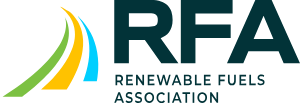 RFA
RENEWABLE FUELS
ASSOCIATION